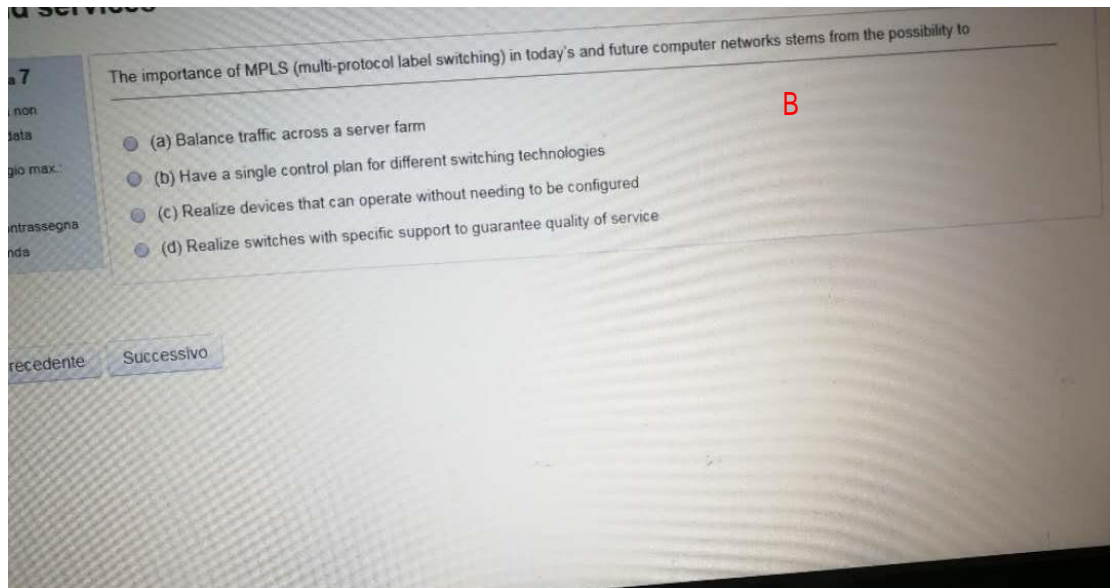 services
7
The importance of MPLS (multi-protocol label switching) in today's and future computer networks stems from the possibility to
non
data
B
(a) Balance traffic across a server farm
gio max.:
(b) Have a single control plan for different switching technologies
(c) Realize devices that can operate without needing to be configured
ntrassegna
nda
(d) Realize switches with specific support to guarantee quality of service
recedente
Successivo